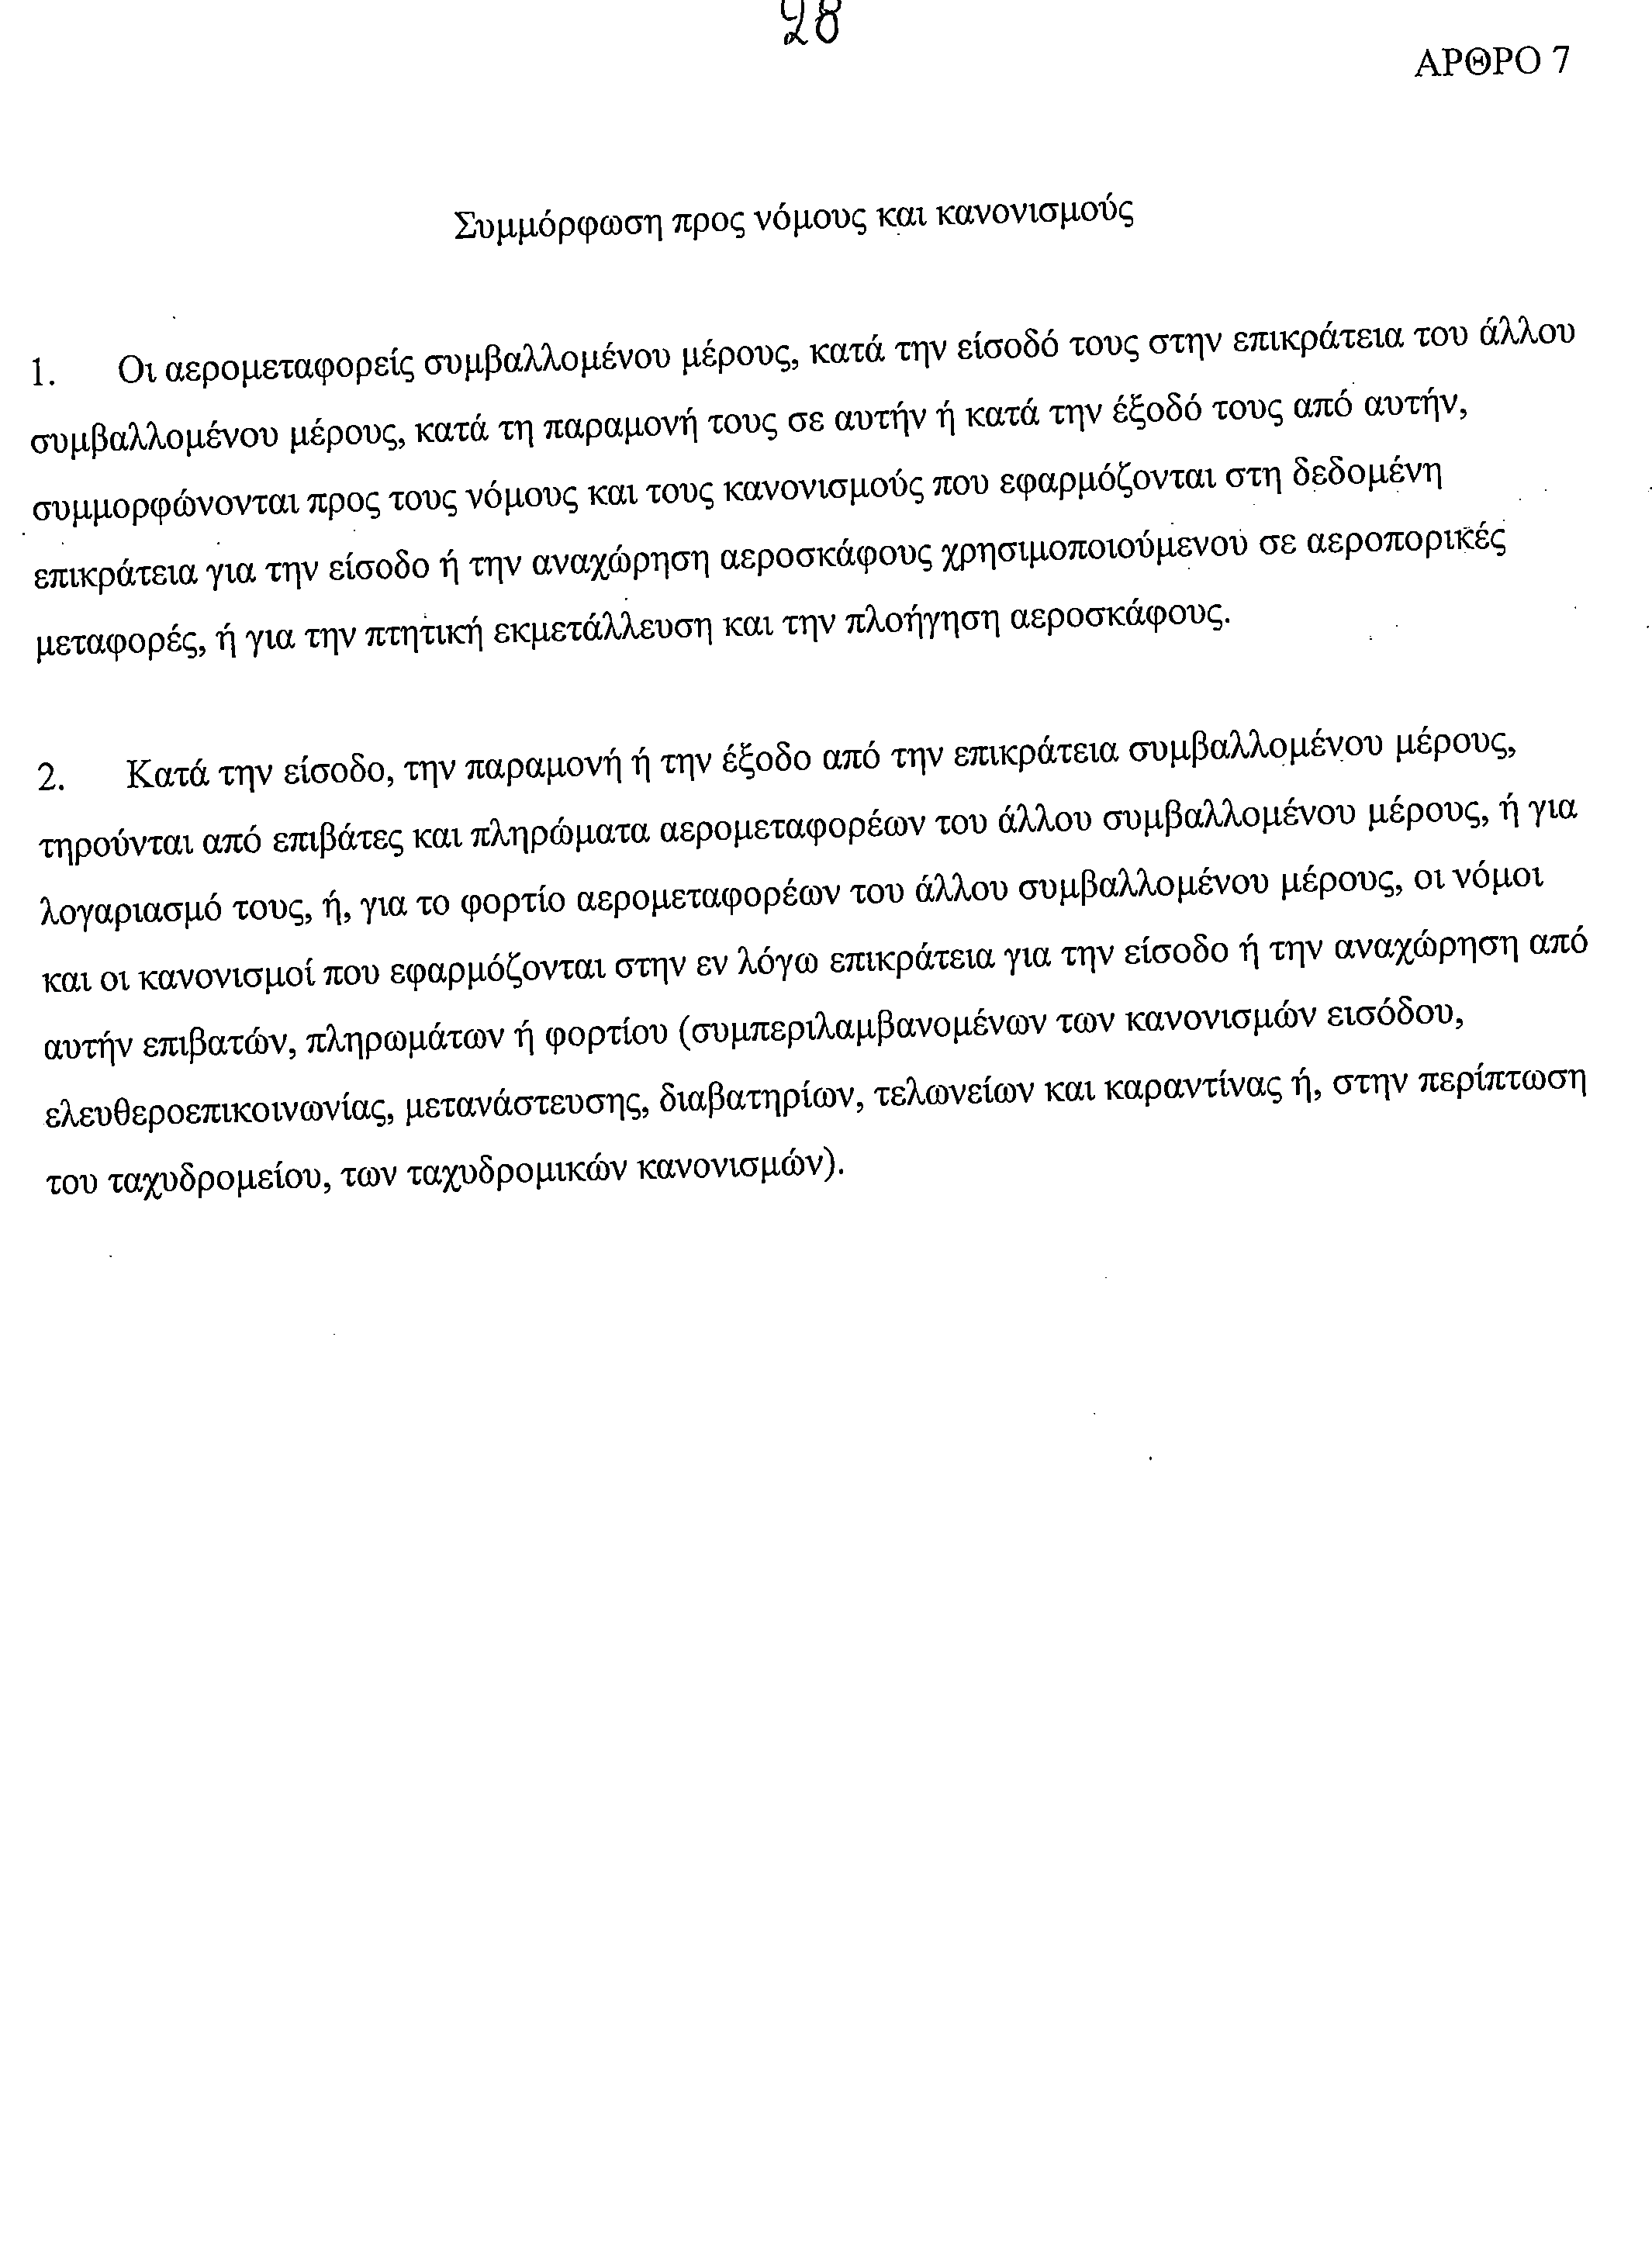 28
ΑΡΘΡΟ 7
Συμμόρφωση προς νόμους και κανονισμούς
1. Οι αερομεταφορείς συμβαλλομένου μέρους, κατά την είσοδό τους στην επικράτεια του άλλου
συμβαλλομένου μέρους, κατά τη παραμονή τους σε αυτήν ή κατά την έξοδό τους από αυτήν,
συμμορφώνονται προς τους νόμους και τους κανονισμούς που εφαρμόζονται στη δεδομένη
επικράτεια για την είσοδο ή την αναχώρηση αεροσκάφους χρησιμοποιούμενου σε αεροπορικές
μεταφορές, ή για την πτητική εκμετάλλευση και την πλοήγηση αεροσκάφους.
2. Κατά την είσοδο, την παραμονή ή την έξοδο από την επικράτεια συμβαλλομένου μέρους,
τηρούνται από επιβάτες και πληρώματα αερομεταφορέων του άλλου συμβαλλομένου μέρους, ή για
λογαριασμό τους, ή, για το φορτίο αερομεταφορέων του άλλου συμβαλλομένου μέρους, οι νόμοι
και οι κανονισμοί που εφαρμόζονται στην εν λόγω επικράτεια για την είσοδο ή την αναχώρηση από
αυτήν επιβατών, πληρωμάτων ή φορτίου (συμπεριλαμβανομένων των κανονισμών εισόδου,
ελευθεροεπικοινωνίας, μετανάστευσης, διαβατηρίων, τελωνείων και καραντίνας ή, στην περίπτωση
του ταχυδρομείου, των ταχυδρομικών κανονισμών).